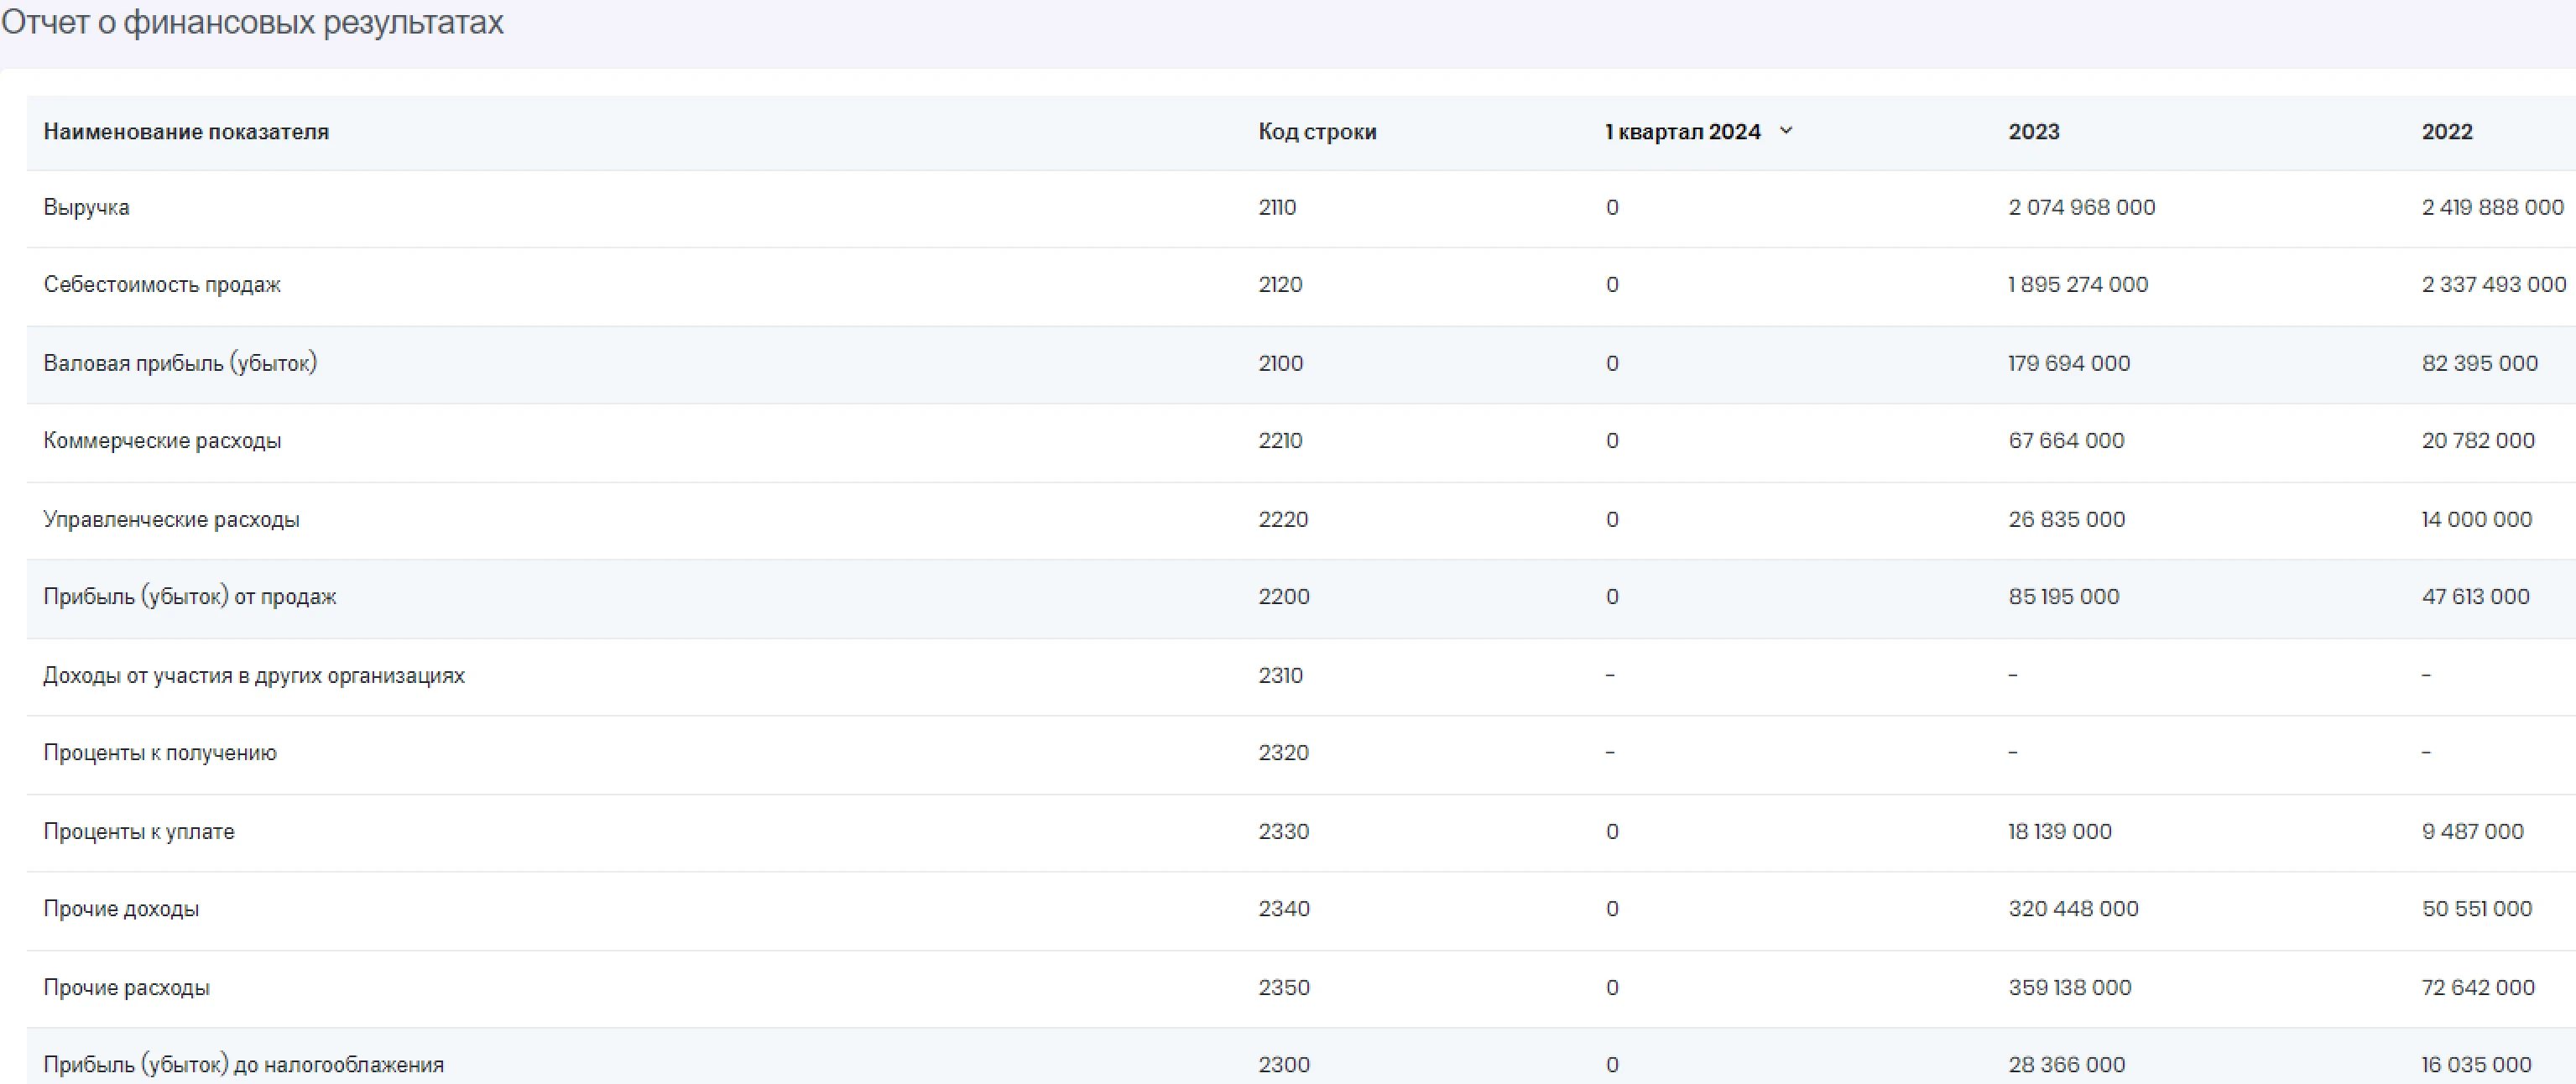 Отчет о финансовых результатах
Наименование показателя Код строки 1 квартал 2024 2023 2022
Выручка 2110 0 2 074 968 000 2 419 888 000
Себестоимость продаж 2120 0 1 895 274 000 2 337 493 000
Валовая прибыль (убыток) 2100 0 179 694 000 82 395 000
Коммерческие расходы 2210 0 67 664 000 20 782 000
Управленческие расходы 2220 0 26 835 000 14 000 000
Прибыль (убыток) от продаж 2200 0 85 195 000 47 613 000
Доходы от участия в других организациях 2310 - - -
Проценты к получению 2320 - - -
Проценты к уплате 2330 0 18 139 000 9 487 000
Прочие доходы 2340 0 320 448 000 50 551 000
Прочие расходы 2350 0 359 138 000 72 642 000
Прибыль (убыток) до налогооблажения 2300 0 28 366 000 16 035 000